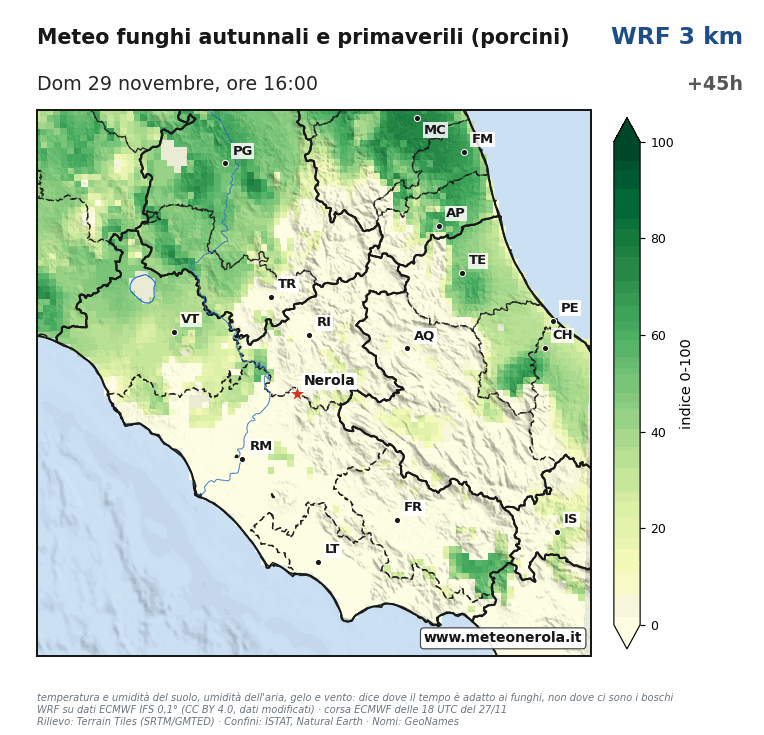 Meteo funghi autunnali e primaverili (porcini)
WRF 3 km
Dom 29 novembre, ore 16:00
+45h
MC
FM
PG
AP
TE
TR
PE
VT
RI
AQ
CH
Nerola
RM
FR
IS
LT
www.meteonerola.it
100
80
60
40
20
0
indice 0-100
temperatura e umidità del suolo, umidità dell'aria, gelo e vento: dice dove il tempo è adatto ai funghi, non dove ci sono i boschi
WRF su dati ECMWF IFS 0,1° (CC BY 4.0, dati modificati) · corsa ECMWF delle 18 UTC del 27/11
Rilievo: Terrain Tiles (SRTM/GMTED) · Confini: ISTAT, Natural Earth · Nomi: GeoNames